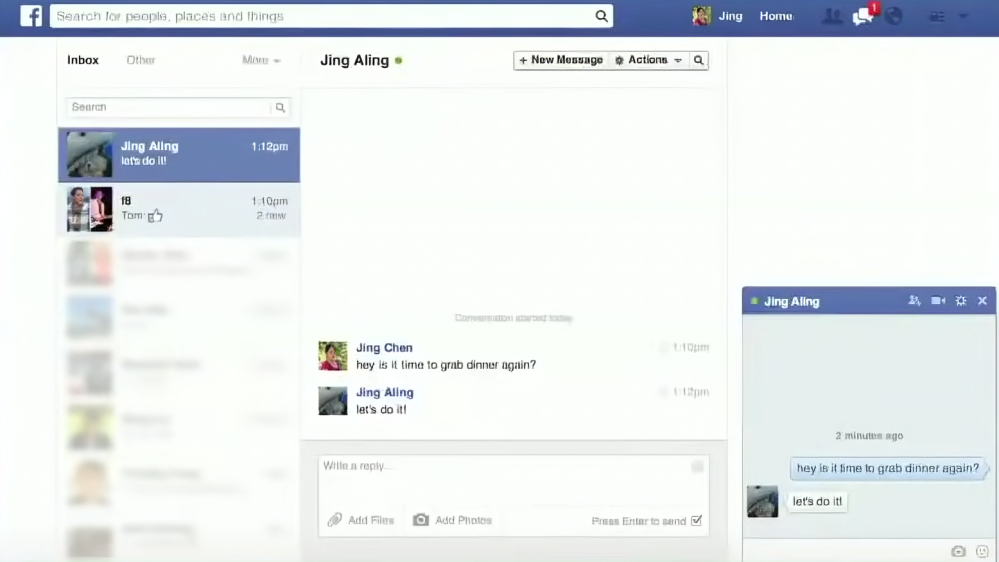 f
Search for people, places and things
Jing
Home
1
Inbox
Other
More
Search
Jing Aling
1:12pm
let's do it!
f8
1:10pm
Tom:
2 new
Jing Aling
+ New Message
Actions
Conversation started today
Jing Chen
1:10pm
hey is it time to grab dinner again?
Jing Aling
1:12pm
let's do it!
Write a reply...
Add Files
Add Photos
Press Enter to send
Jing Aling
2 minutes ago
hey is it time to grab dinner again?
let's do it!